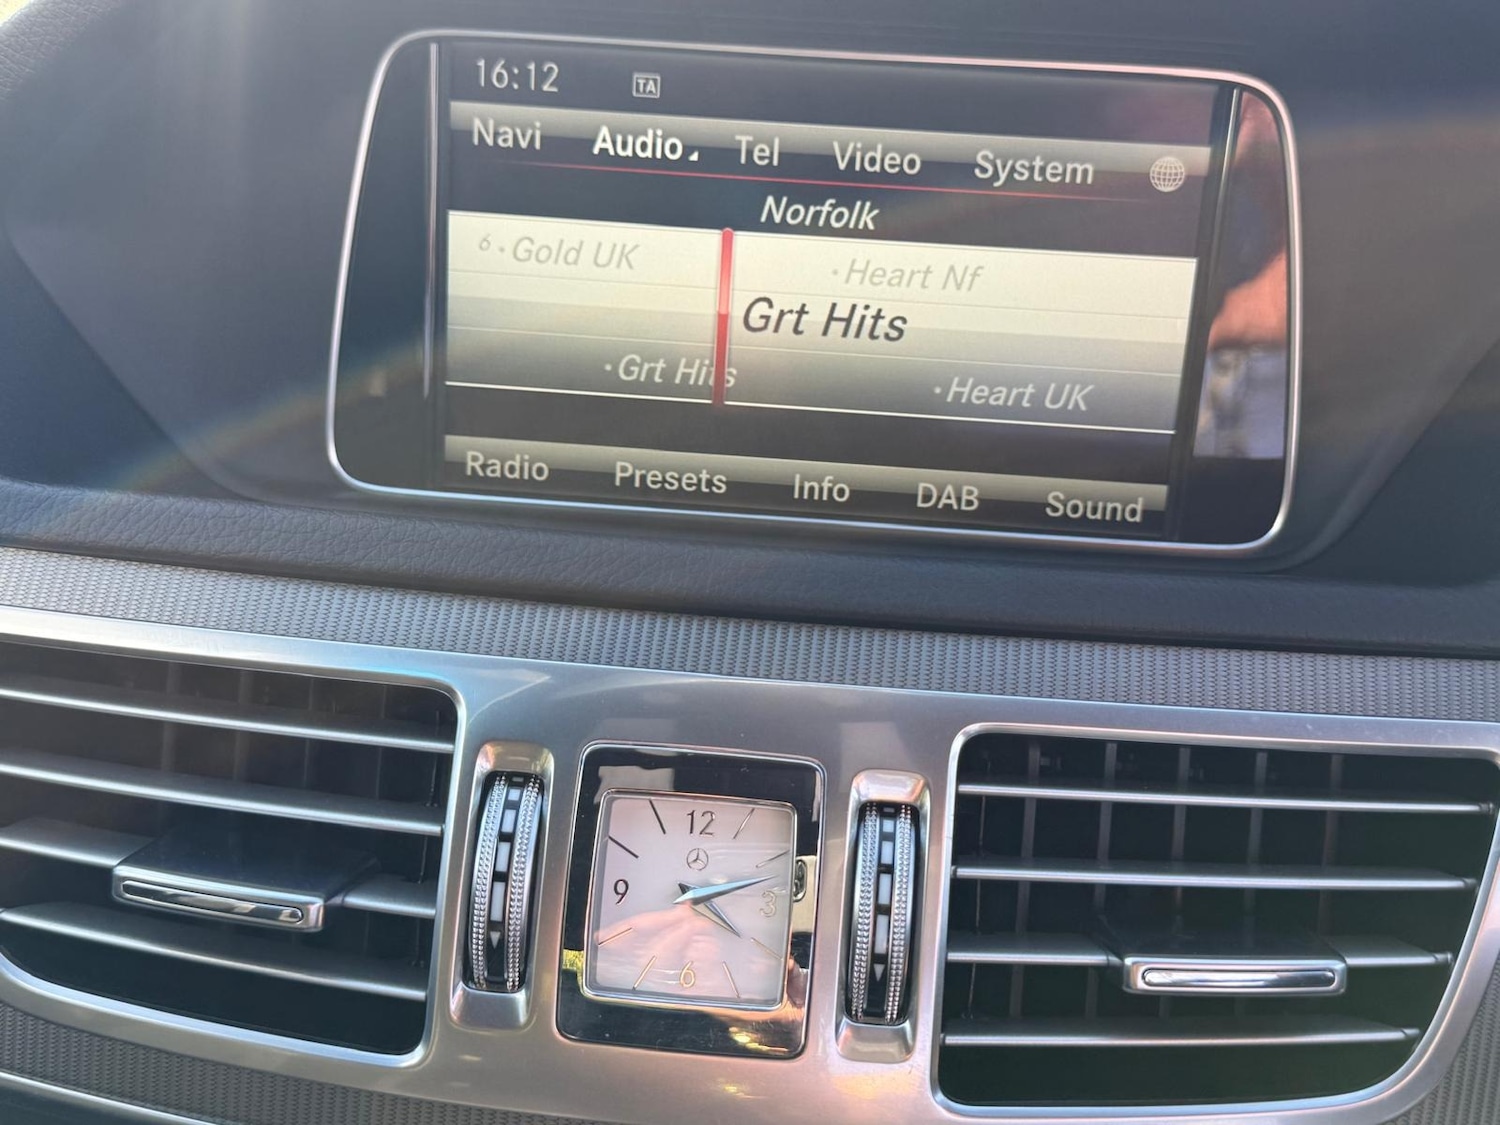 16:12 TA
Navi Audio Tel Video System
Norfolk
6 · Gold UK · Heart Nf
Grt Hits
· Grt Hits · Heart UK
Radio Presets Info DAB Sound
12
9 3
6